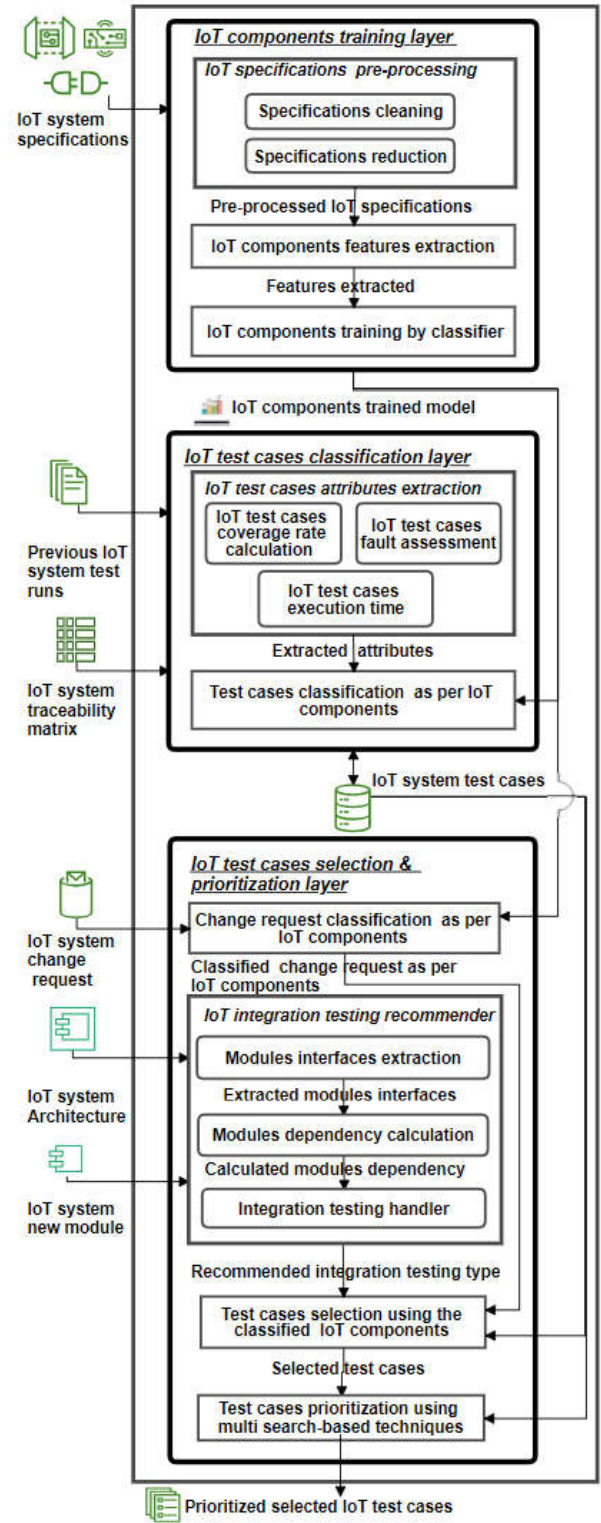 IoT components training layer
IoT specifications pre-processing
Specifications cleaning
Specifications reduction
IoT system
specifications
Pre-processed IoT specifications
IoT components features extraction
Features extracted
IoT components training by classifier
IoT components trained model
IoT test cases classification layer
IoT test cases attributes extraction
IoT test cases
coverage rate
calculation
IoT test cases
fault assessment
IoT test cases
execution time
Previous IoT
system test
runs
Extracted attributes
Test cases classification as per IoT
components
IoT system
traceability
matrix
IoT system test cases
IoT test cases selection &
prioritization layer
Change request classification as per
IoT components
IoT system
change
request
Classified change request as per
IoT components
IoT integration testing recommender
Modules interfaces extraction
Extracted modules interfaces
IoT system
Architecture
Modules dependency calculation
Calculated modules dependency
Integration testing handler
IoT system
new module
Recommended integration testing type
Test cases selection using the
classified IoT components
Selected test cases
Test cases prioritization using
multi search-based techniques
Prioritized selected IoT test cases